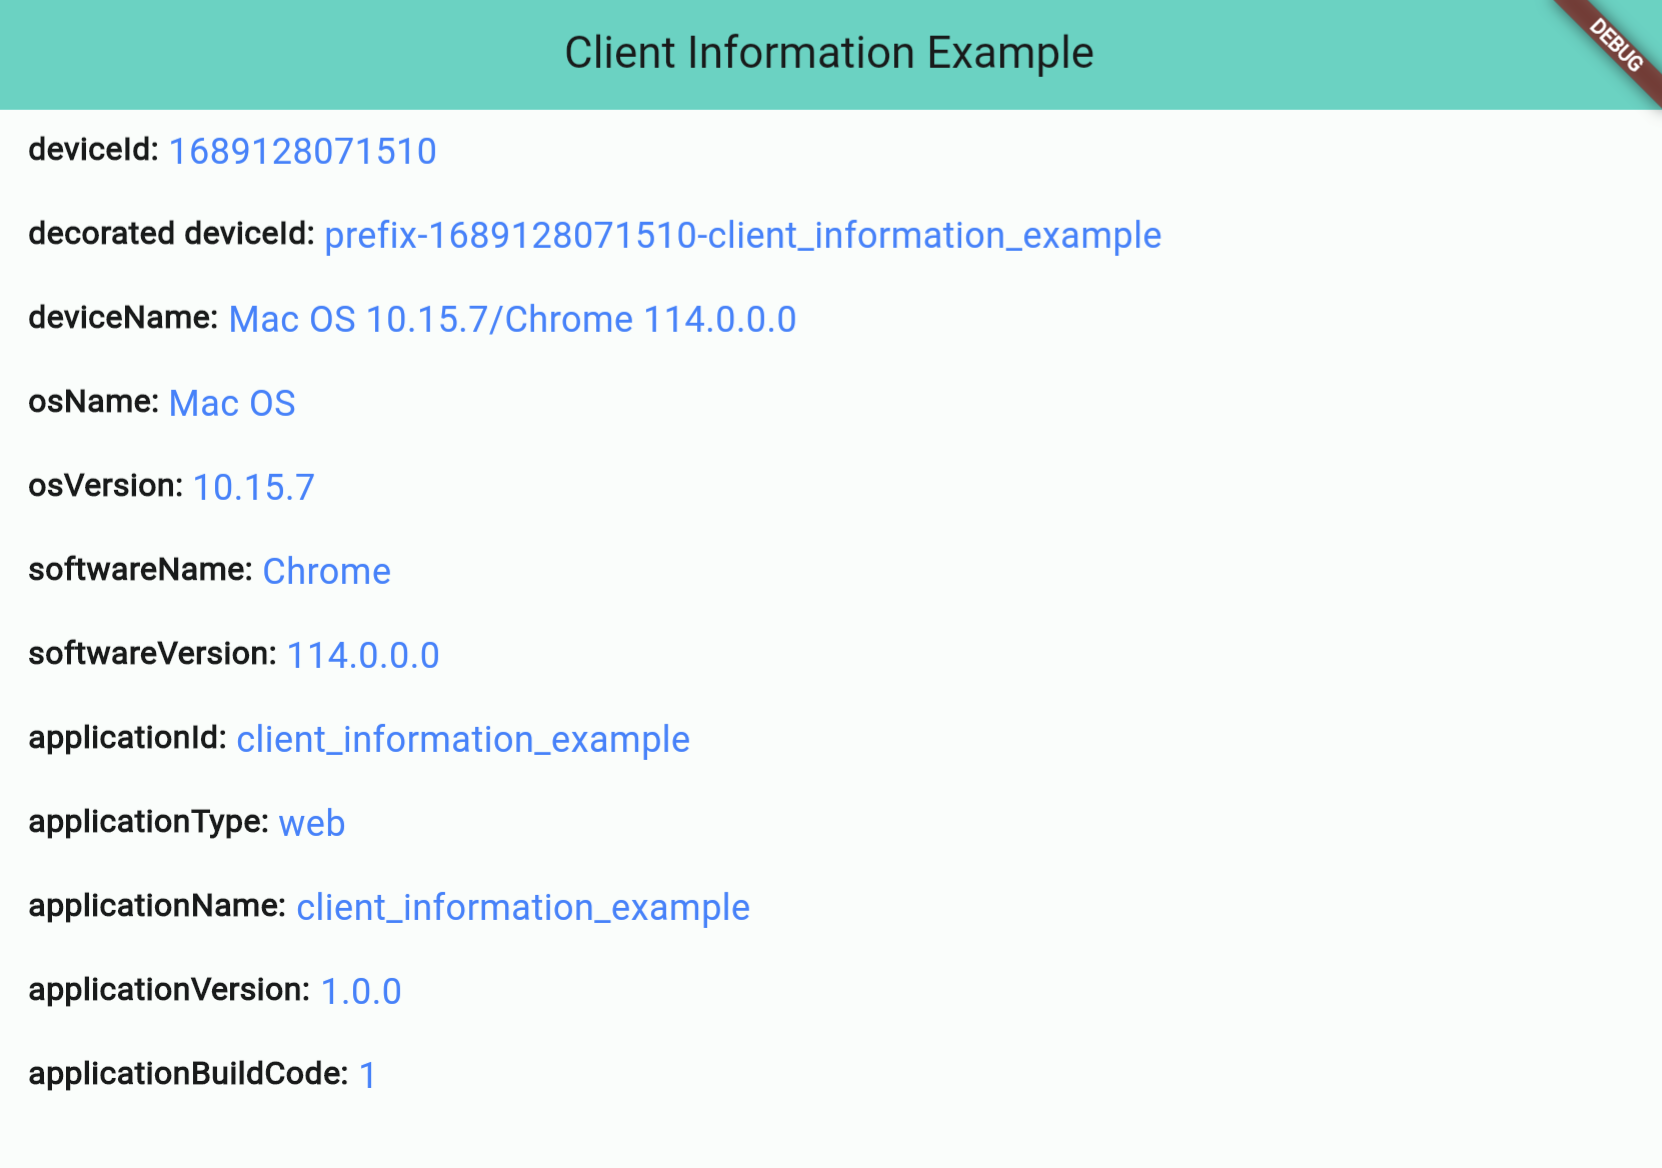 Client Information Example
DEBUG
deviceId: 1689128071510
decorated deviceId: prefix-1689128071510-client_information_example
deviceName: Mac OS 10.15.7/Chrome 114.0.0.0
osName: Mac OS
osVersion: 10.15.7
softwareName: Chrome
softwareVersion: 114.0.0.0
applicationId: client_information_example
applicationType: web
applicationName: client_information_example
applicationVersion: 1.0.0
applicationBuildCode: 1